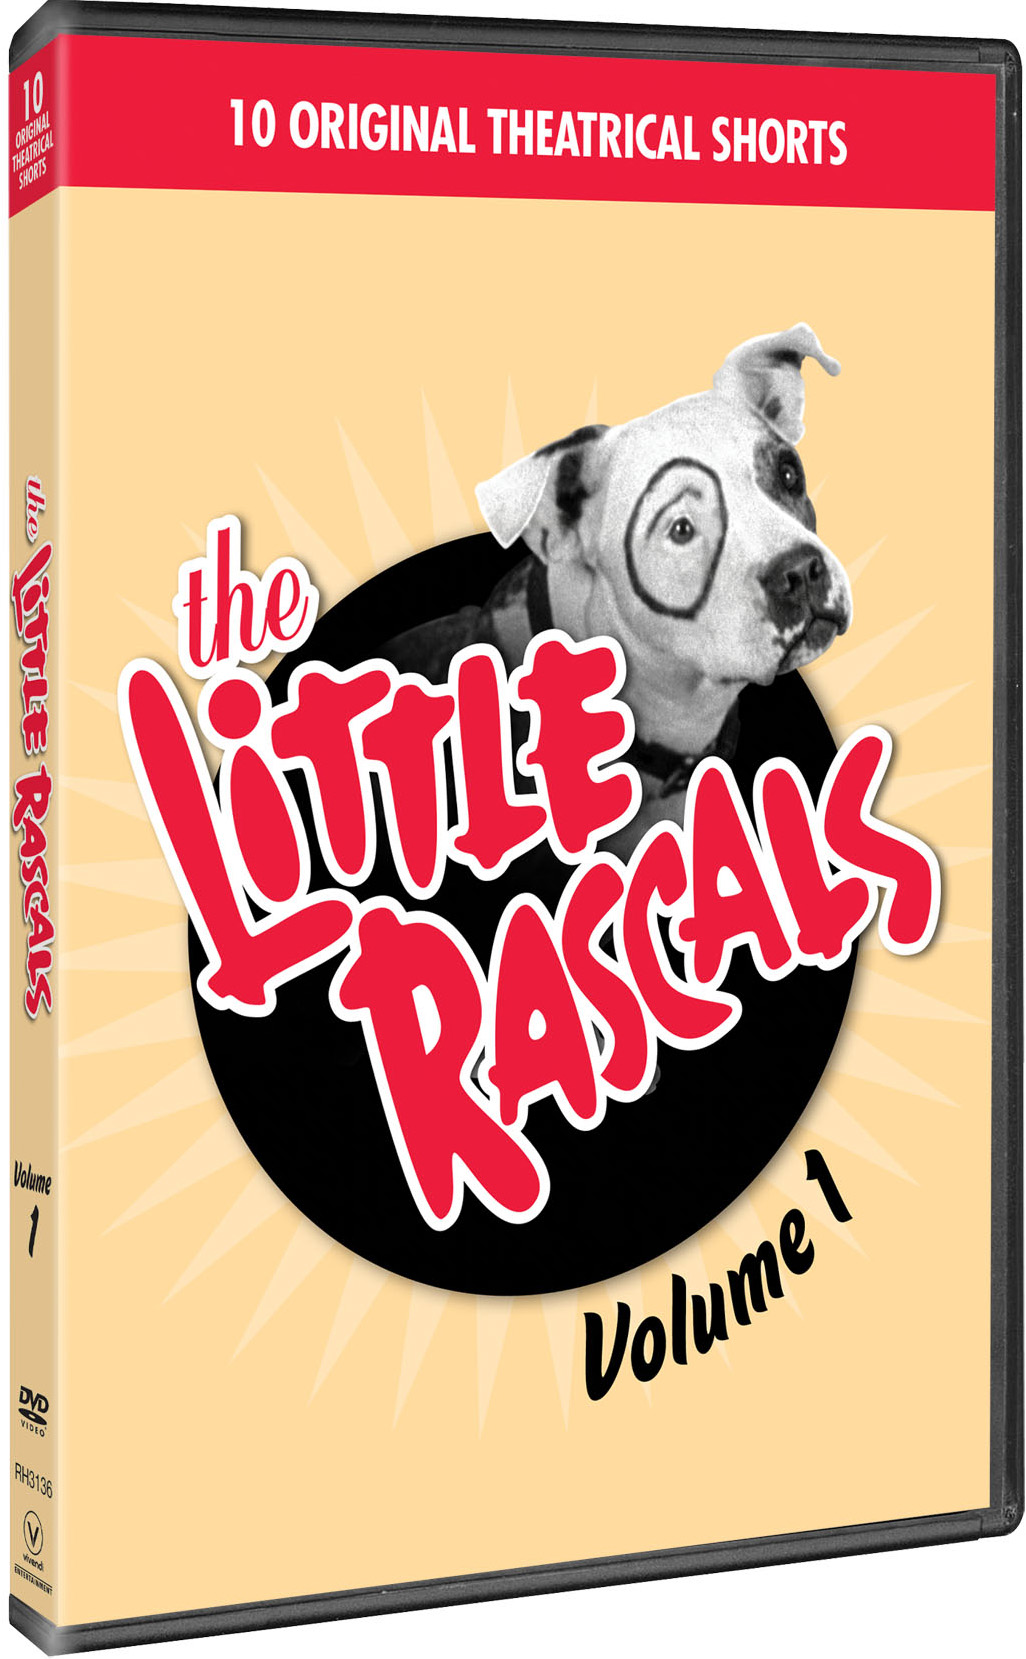 10 ORIGINAL THEATRICAL SHORTS
the
LiTTLE
RASCALS
Volume 1
10
ORIGINAL
THEATRICAL
SHORTS
the LiTTLE RASCALS
Volume
1
DVD
VIDEO
RH3136
V
vivendi
ENTERTAINMENT